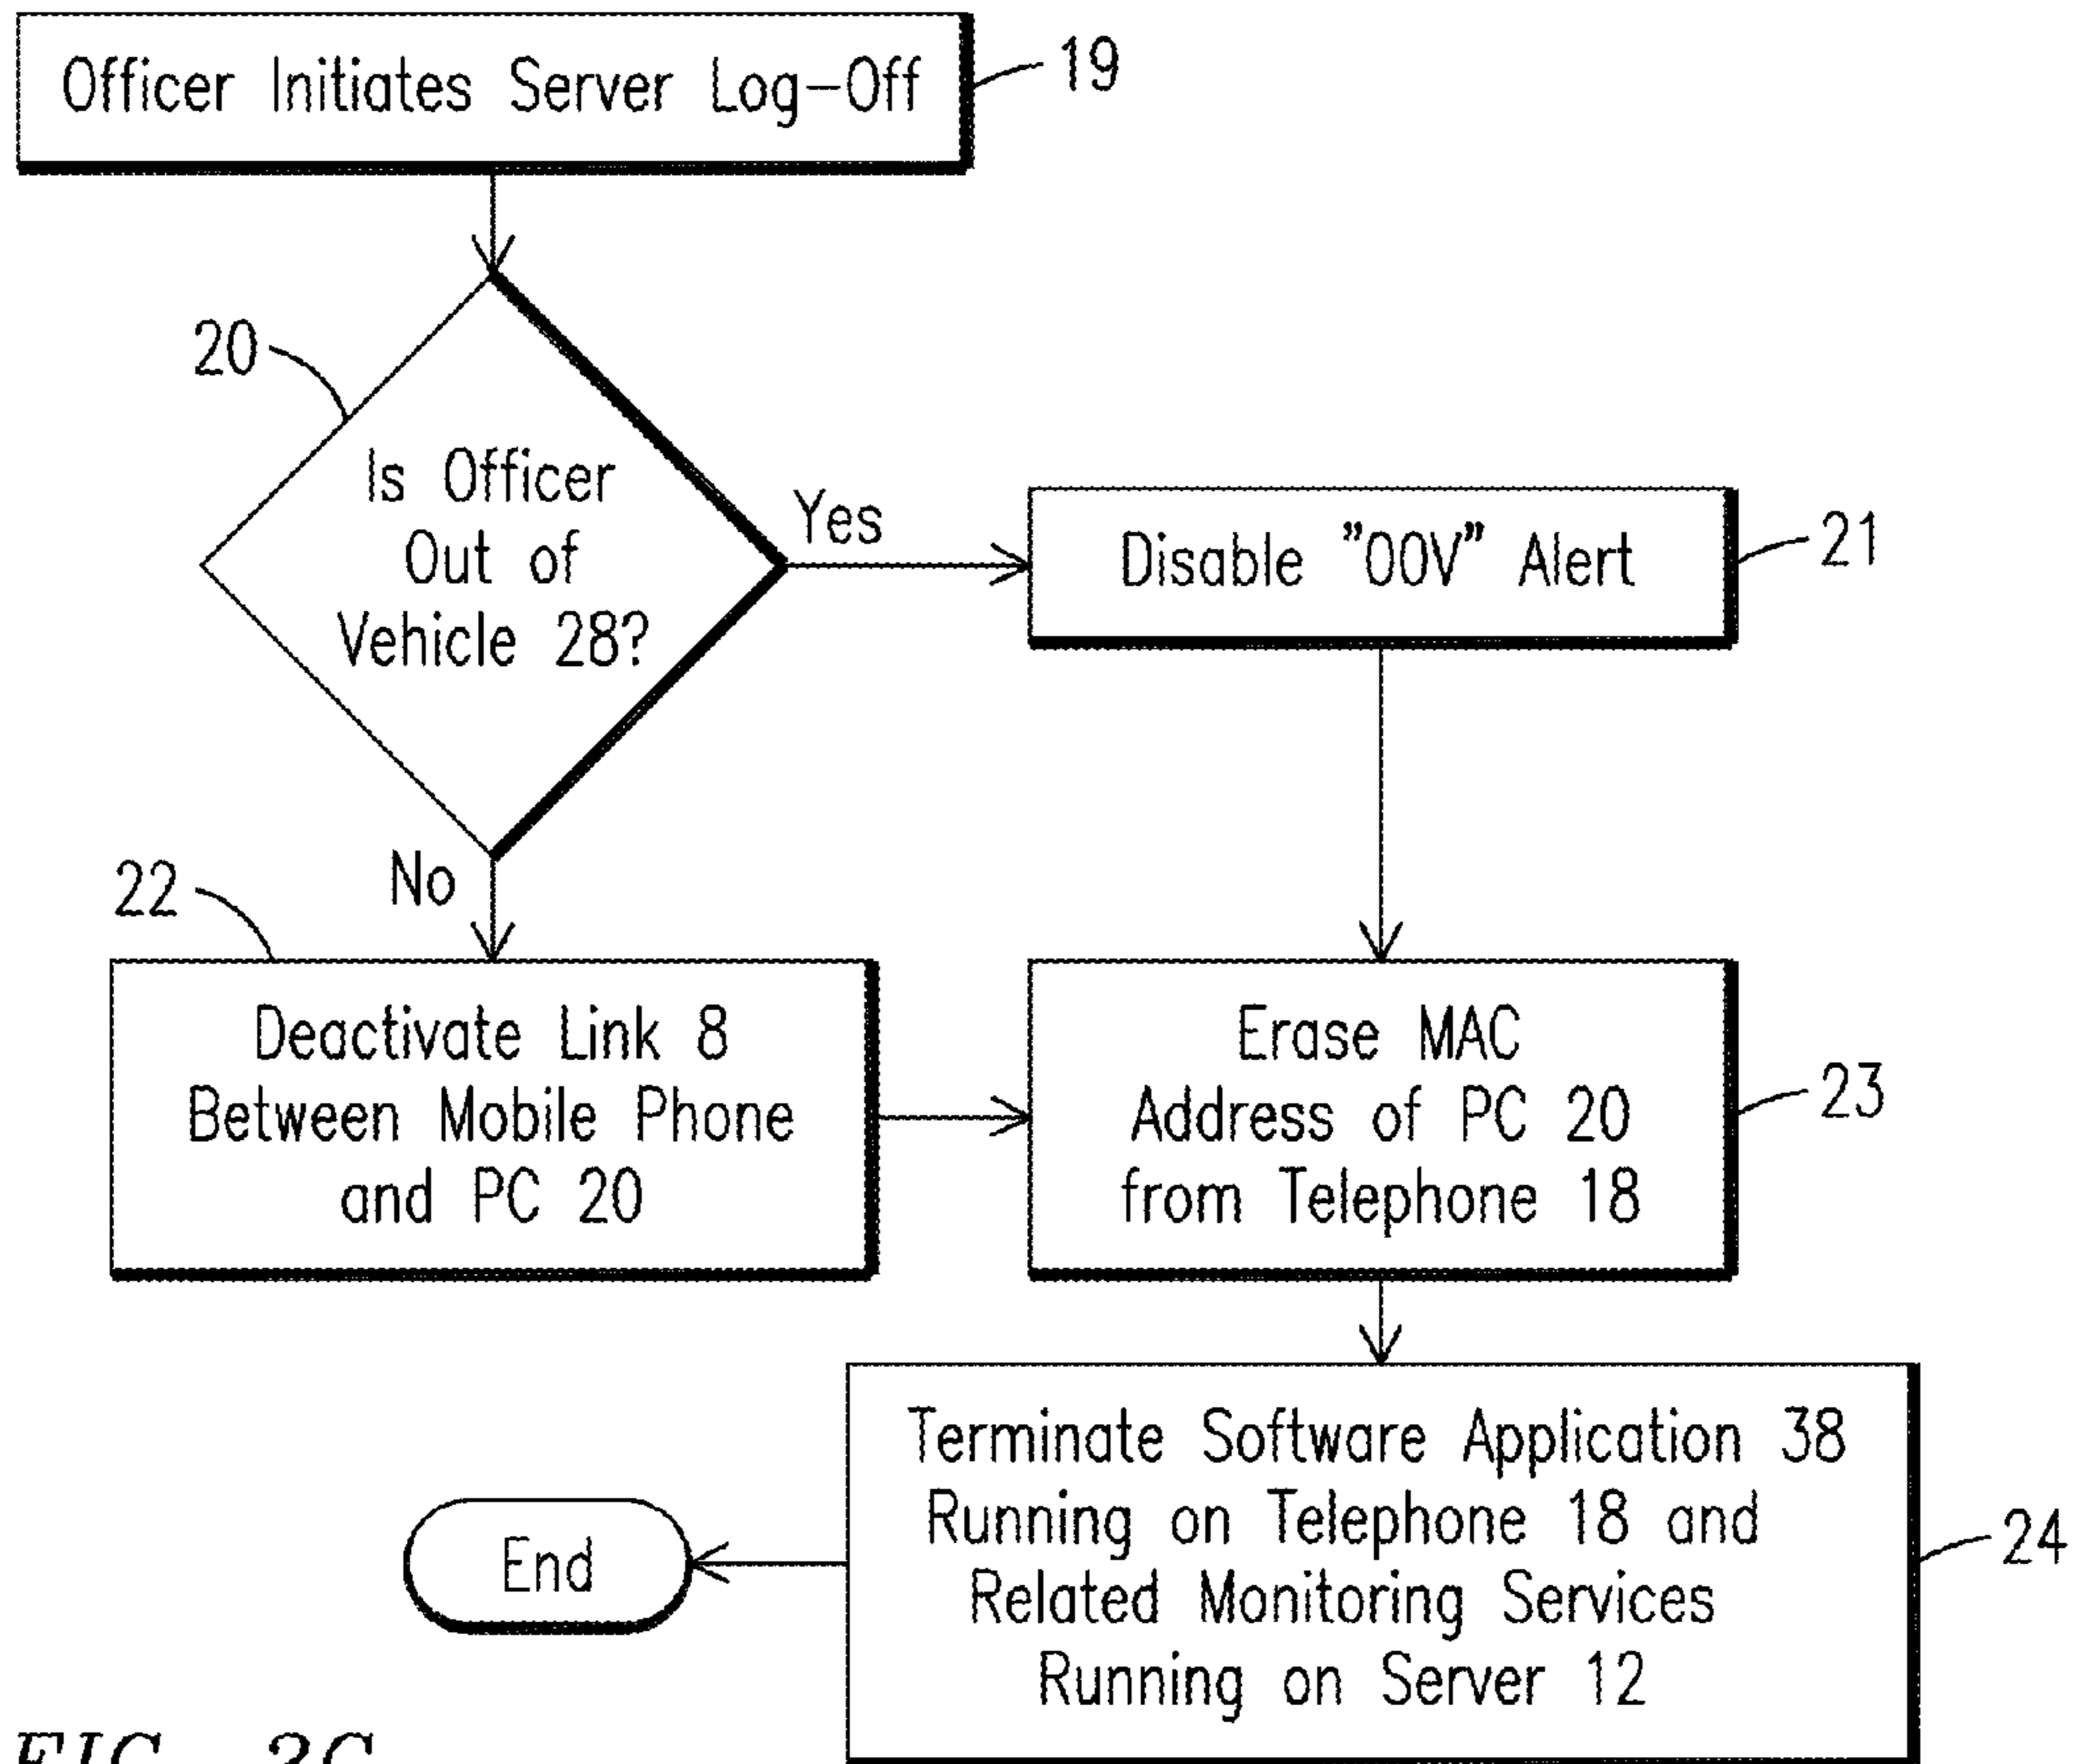 Officer Initiates Server Log-Off
19
20
Is Officer
Out of
Vehicle 28?
Yes
Disable "OOV" Alert
21
No
22
Deactivate Link 8
Between Mobile Phone
and PC 20
Erase MAC
Address of PC 20
from Telephone 18
23
Terminate Software Application 38
Running on Telephone 18 and
Related Monitoring Services
Running on Server 12
24
End